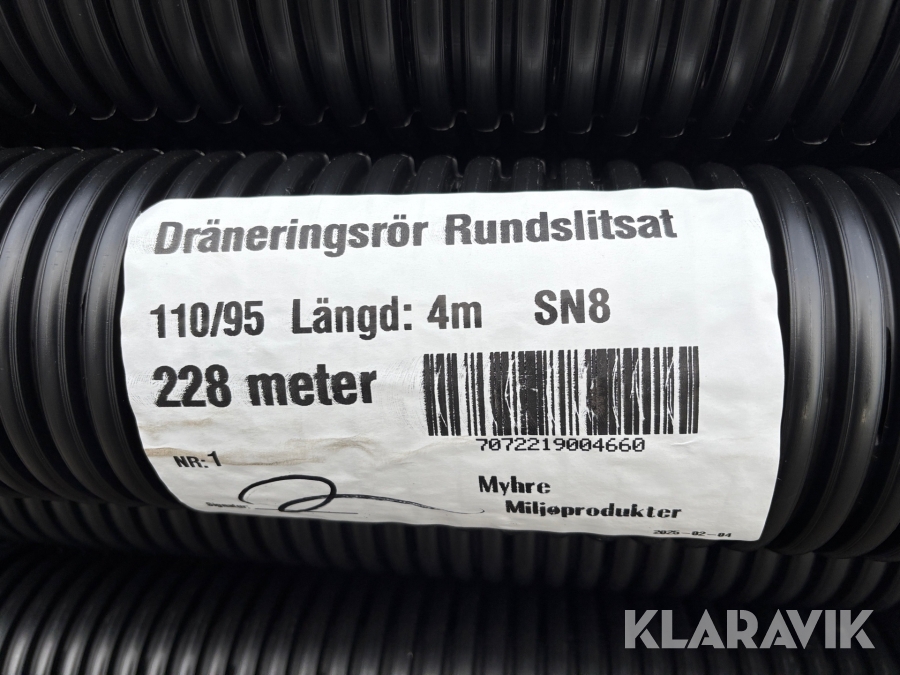 Dräneringsrör Rundslitsat
110/95 Längd: 4m SN8
228 meter
7072219004660
NR:1
Myhre
Miljøprodukter
2025-02-04
KLARAVIK